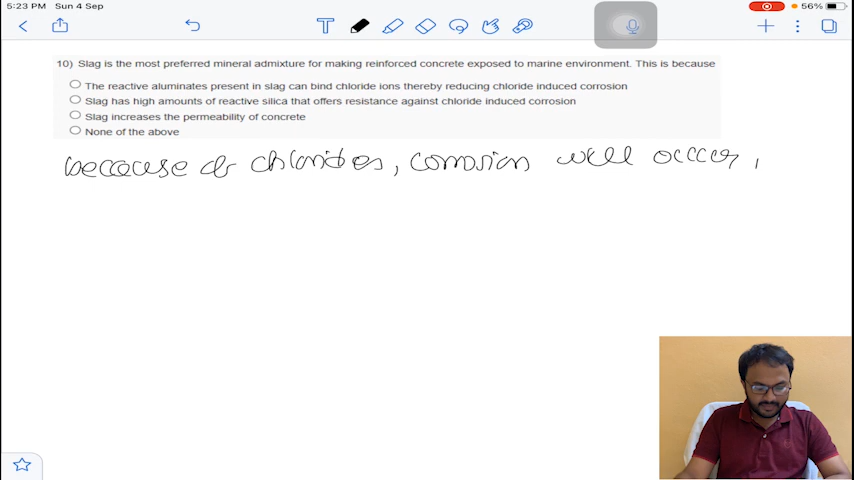 5:23 PM Sun 4 Sep 56%
10) Slag is the most preferred mineral admixture for making reinforced concrete exposed to marine environment. This is because
The reactive aluminates present in slag can bind chloride ions thereby reducing chloride induced corrosion
Slag has high amounts of reactive silica that offers resistance against chloride induced corrosion
Slag increases the permeability of concrete
None of the above
because of chlorides, corrosion will occur,